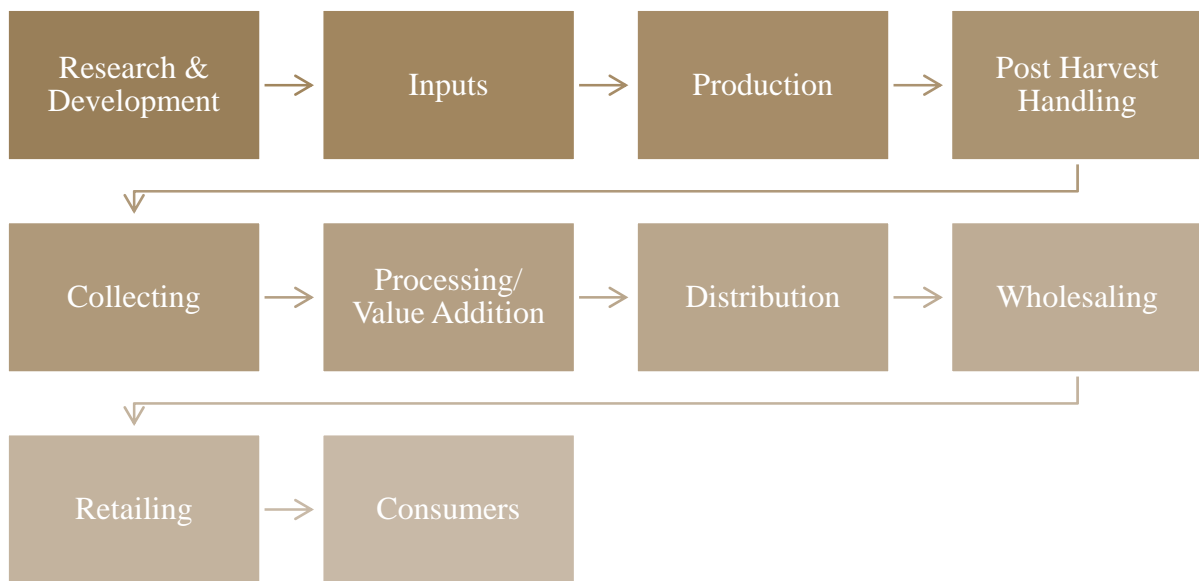 Research &
Development
Inputs
Production
Post Harvest
Handling
Collecting
Processing/
Value Addition
Distribution
Wholesaling
Retailing
Consumers